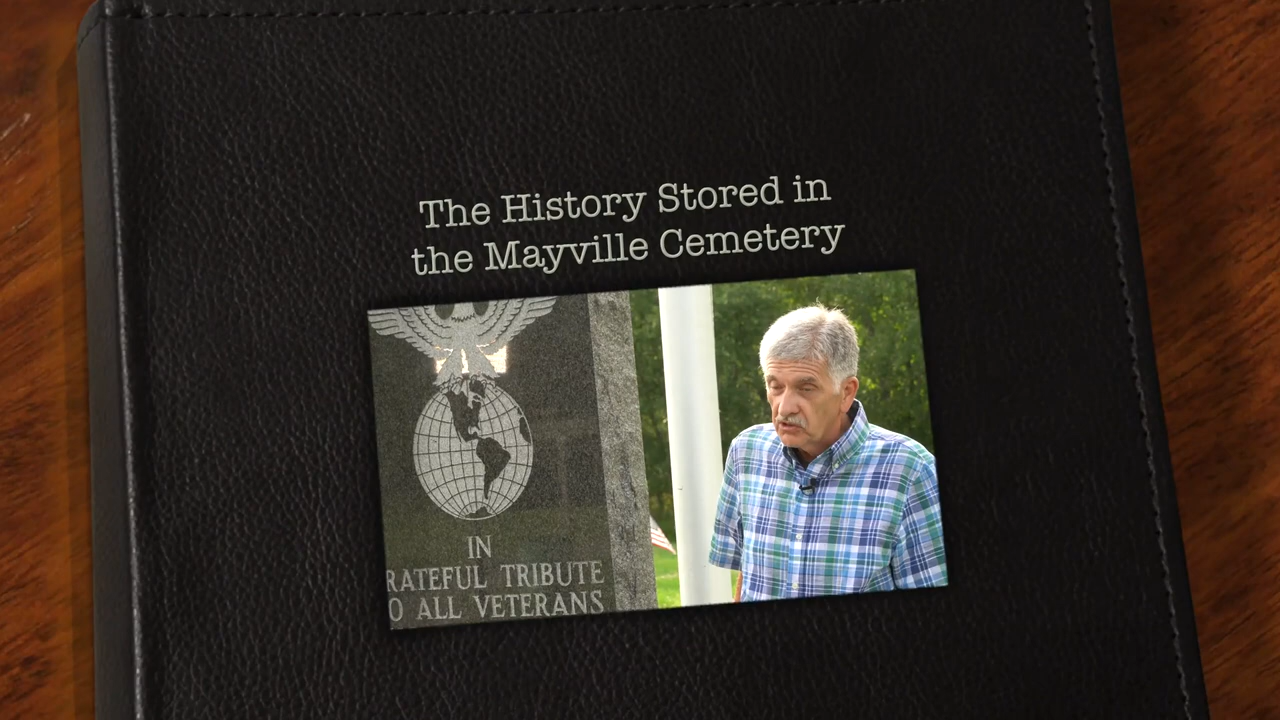 The History Stored in
the Mayville Cemetery
IN
RATEFUL TRIBUTE
O ALL VETERANS